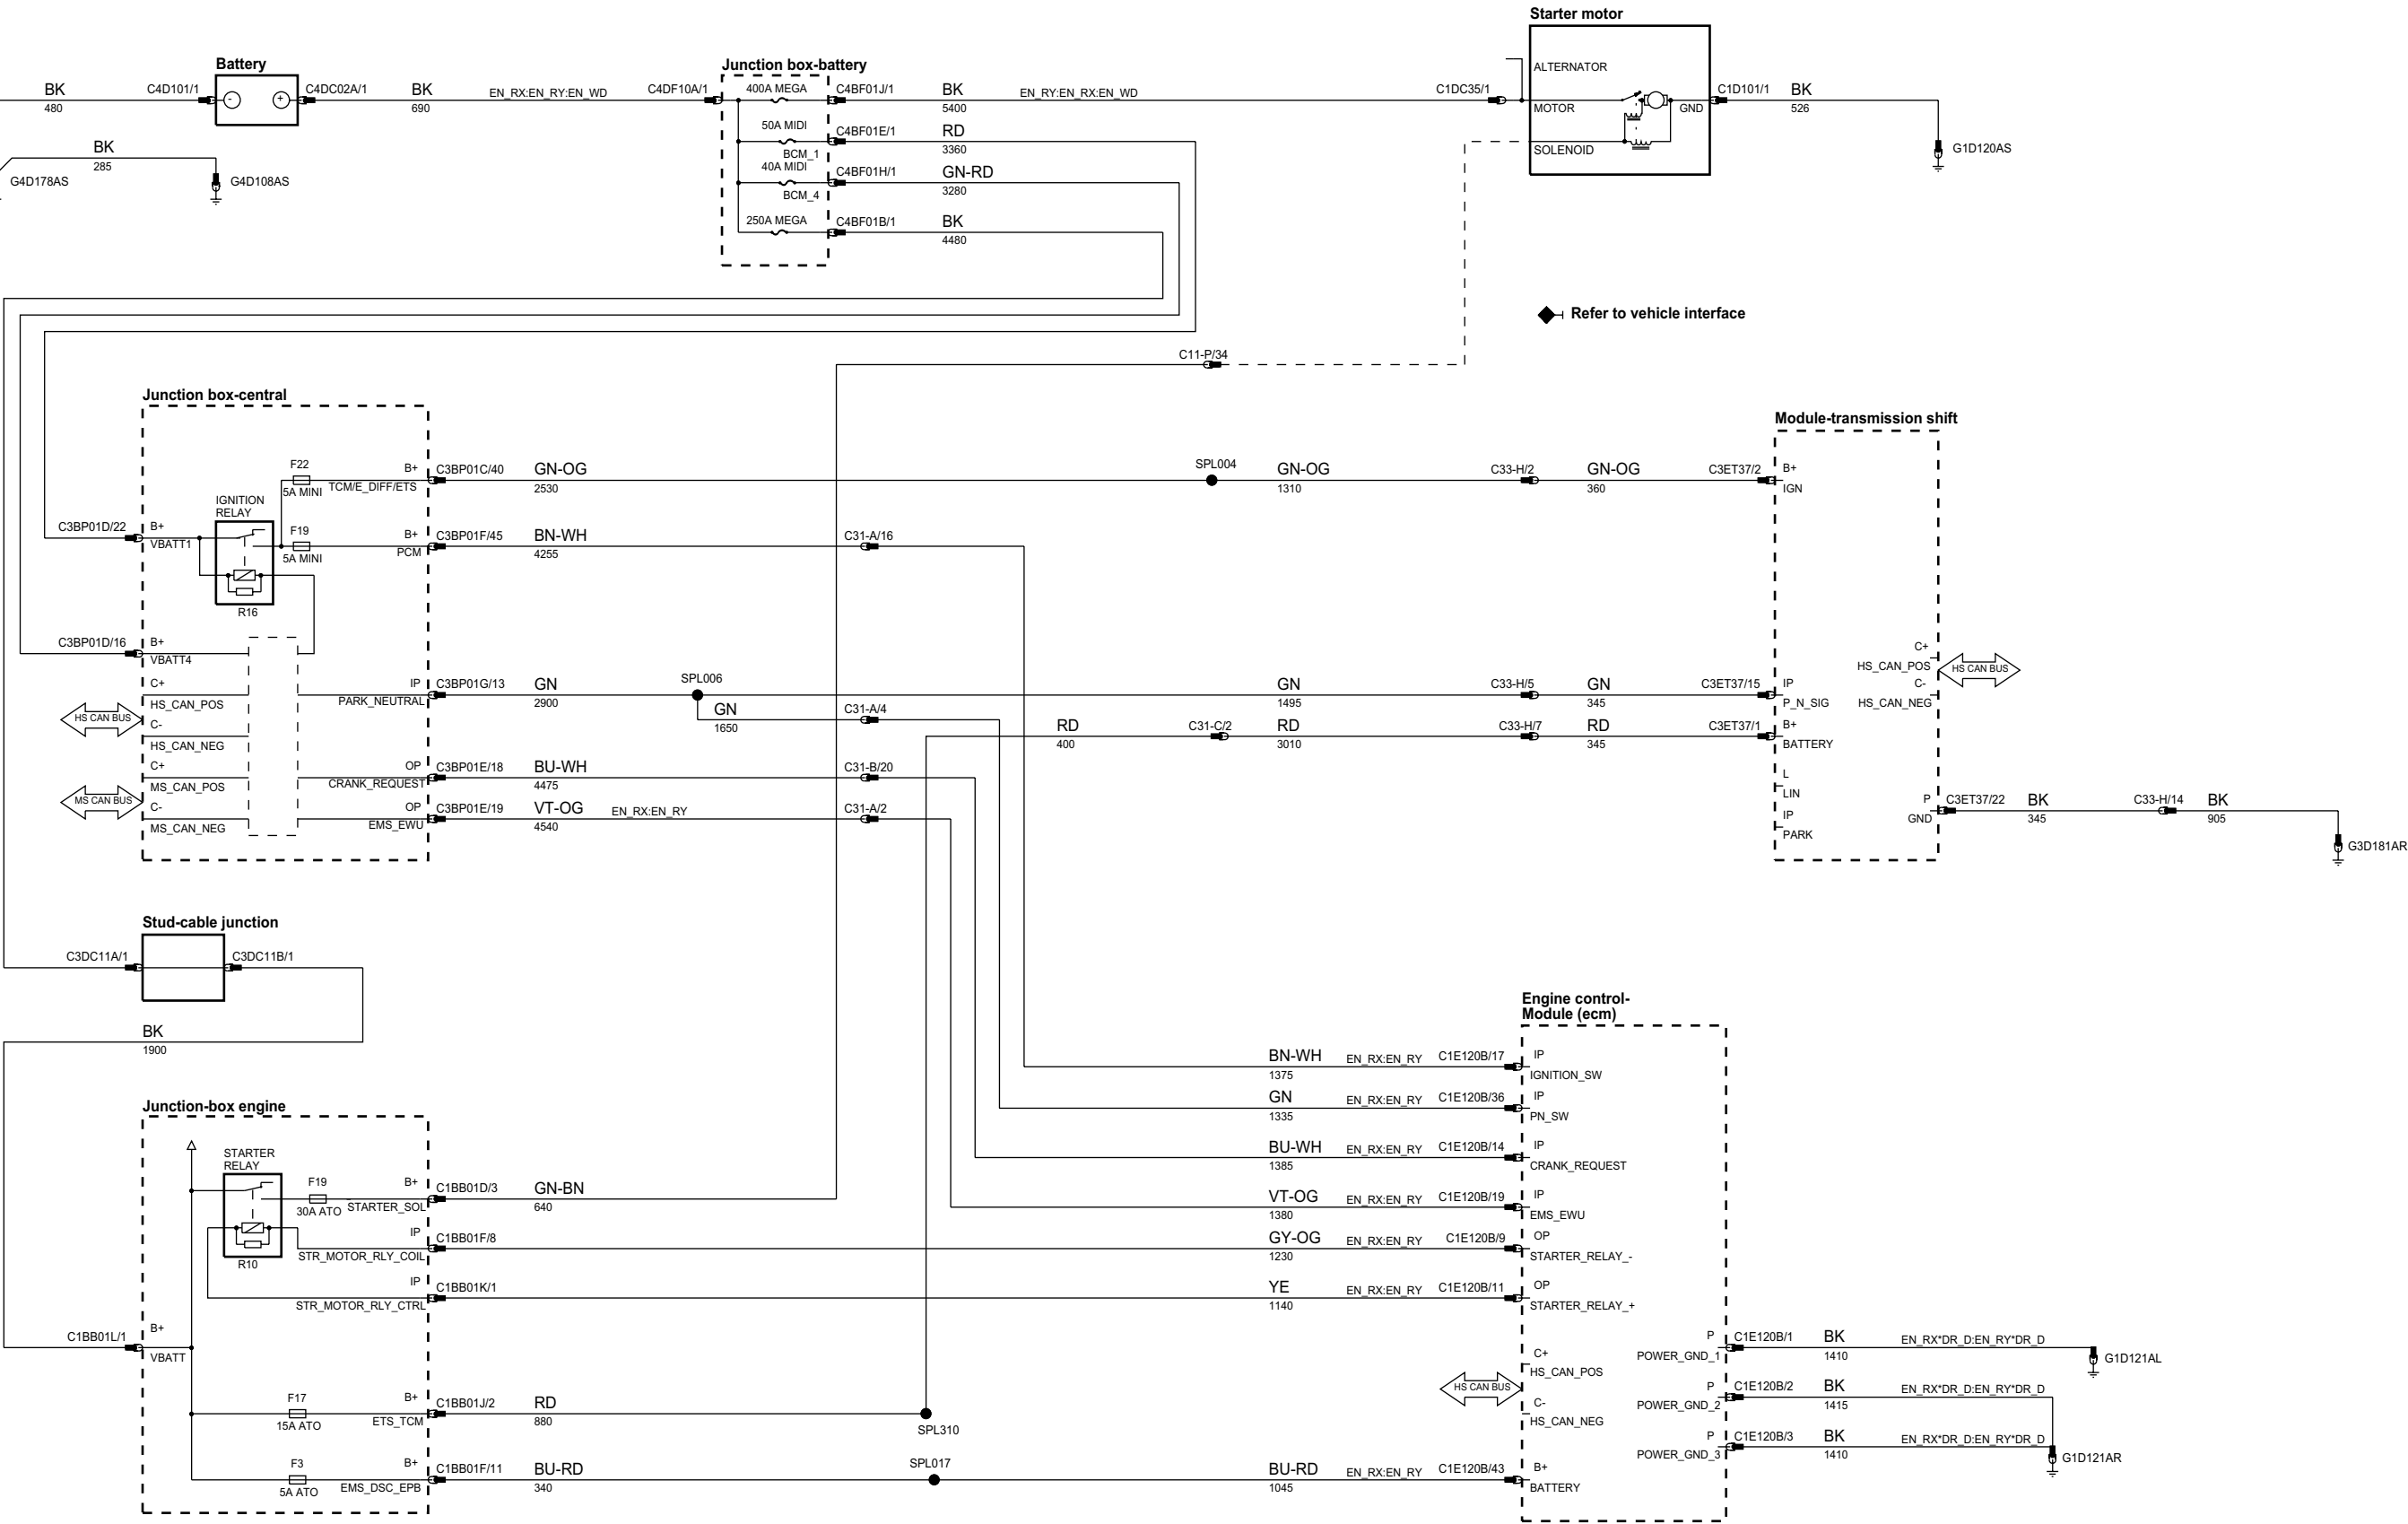 Starter motor
Battery
Junction box-battery
BK
480
C4D101/1
-
+
C4DC02A/1
BK
690
EN_RX:EN_RY:EN_WD
C4DF10A/1
400A MEGA
C4BF01J/1
BK
5400
EN_RY:EN_RX:EN_WD
C1DC35/1
ALTERNATOR
MOTOR
GND
SOLENOID
C1D101/1
BK
526
G1D120AS
BK
285
G4D178AS
G4D108AS
50A MIDI
BCM_1
C4BF01E/1
RD
3360
40A MIDI
BCM_4
C4BF01H/1
GN-RD
3280
250A MEGA
C4BF01B/1
BK
4480
Refer to vehicle interface
C11-P/34
Junction box-central
Module-transmission shift
F22
5A MINI
B+
TCM/E_DIFF/ETS
C3BP01C/40
GN-OG
2530
SPL004
GN-OG
1310
C33-H/2
GN-OG
360
C3ET37/2
B+
IGN
IGNITION
RELAY
R16
C3BP01D/22
B+
VBATT1
F19
5A MINI
B+
PCM
C3BP01F/45
BN-WH
4255
C31-A/16
C3BP01D/16
B+
VBATT4
C+
HS_CAN_POS
HS CAN BUS
C-
HS_CAN_NEG
C+
MS_CAN_POS
MS CAN BUS
C-
MS_CAN_NEG
IP
PARK_NEUTRAL
C3BP01G/13
GN
2900
SPL006
GN
1650
C31-A/4
GN
1495
C33-H/5
GN
345
C3ET37/15
IP
P_N_SIG
RD
400
C31-C/2
RD
3010
C33-H/7
RD
345
C3ET37/1
B+
BATTERY
C+
HS_CAN_POS
C-
HS_CAN_NEG
HS CAN BUS
L
LIN
IP
PARK
P
GND
C3ET37/22
BK
345
C33-H/14
BK
905
G3D181AR
OP
CRANK_REQUEST
C3BP01E/18
BU-WH
4475
C31-B/20
OP
EMS_EWU
C3BP01E/19
VT-OG
4540
EN_RX:EN_RY
C31-A/2
Stud-cable junction
C3DC11A/1
C3DC11B/1
BK
1900
Engine control-
Module (ecm)
BN-WH
1375
EN_RX:EN_RY
C1E120B/17
IP
IGNITION_SW
GN
1335
EN_RX:EN_RY
C1E120B/36
IP
PN_SW
BU-WH
1385
EN_RX:EN_RY
C1E120B/14
IP
CRANK_REQUEST
VT-OG
1380
EN_RX:EN_RY
C1E120B/19
IP
EMS_EWU
GY-OG
1230
EN_RX:EN_RY
C1E120B/9
OP
STARTER_RELAY_-
YE
1140
EN_RX:EN_RY
C1E120B/11
OP
STARTER_RELAY_+
Junction-box engine
STARTER
RELAY
R10
F19
30A ATO
B+
STARTER_SOL
C1BB01D/3
GN-BN
640
IP
STR_MOTOR_RLY_COIL
C1BB01F/8
IP
STR_MOTOR_RLY_CTRL
C1BB01K/1
C1BB01L/1
B+
VBATT
F17
15A ATO
B+
ETS_TCM
C1BB01J/2
RD
880
SPL310
F3
5A ATO
B+
EMS_DSC_EPB
C1BB01F/11
BU-RD
340
SPL017
BU-RD
1045
EN_RX:EN_RY
C1E120B/43
B+
BATTERY
C+
HS_CAN_POS
HS CAN BUS
C-
HS_CAN_NEG
P
POWER_GND_1
C1E120B/1
BK
1410
EN_RX*DR_D:EN_RY*DR_D
G1D121AL
P
POWER_GND_2
C1E120B/2
BK
1415
EN_RX*DR_D:EN_RY*DR_D
P
POWER_GND_3
C1E120B/3
BK
1410
EN_RX*DR_D:EN_RY*DR_D
G1D121AR